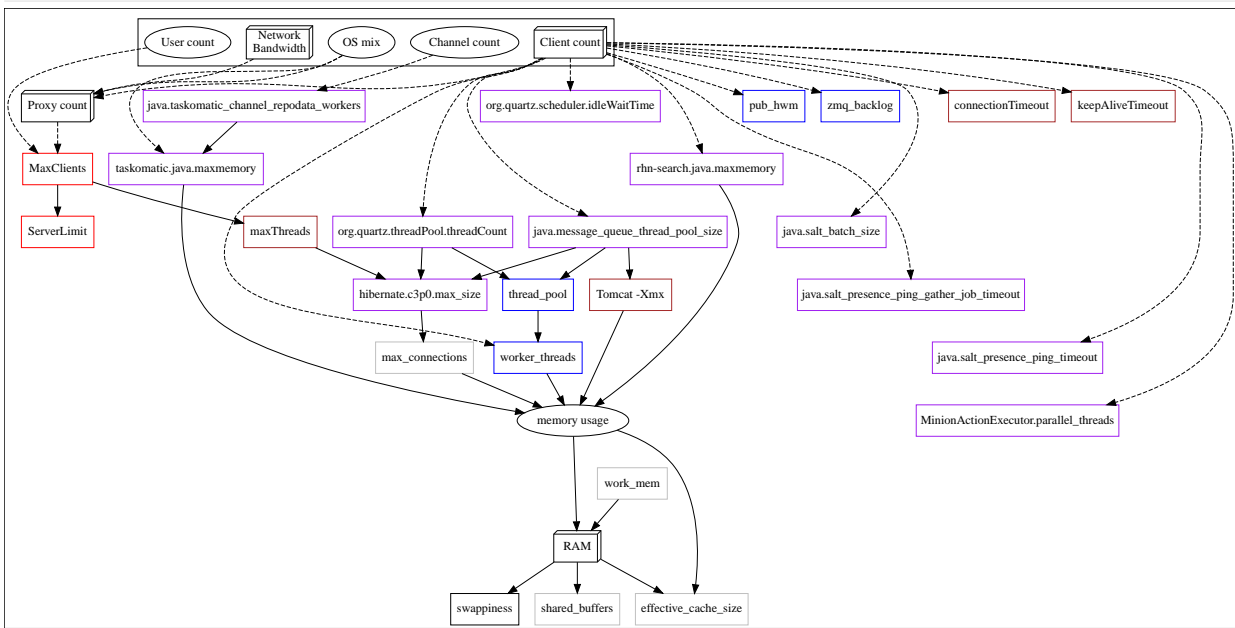 User count
Network
Bandwidth
OS mix
Channel count
Client count
Proxy count
java.taskomatic_channel_repodata_workers
org.quartz.scheduler.idleWaitTime
pub_hwm
zmq_backlog
connectionTimeout
keepAliveTimeout
MaxClients
taskomatic.java.maxmemory
rhn-search.java.maxmemory
ServerLimit
maxThreads
org.quartz.threadPool.threadCount
java.message_queue_thread_pool_size
java.salt_batch_size
hibernate.c3p0.max_size
thread_pool
Tomcat -Xmx
java.salt_presence_ping_gather_job_timeout
max_connections
worker_threads
java.salt_presence_ping_timeout
memory usage
MinionActionExecutor.parallel_threads
work_mem
RAM
swappiness
shared_buffers
effective_cache_size